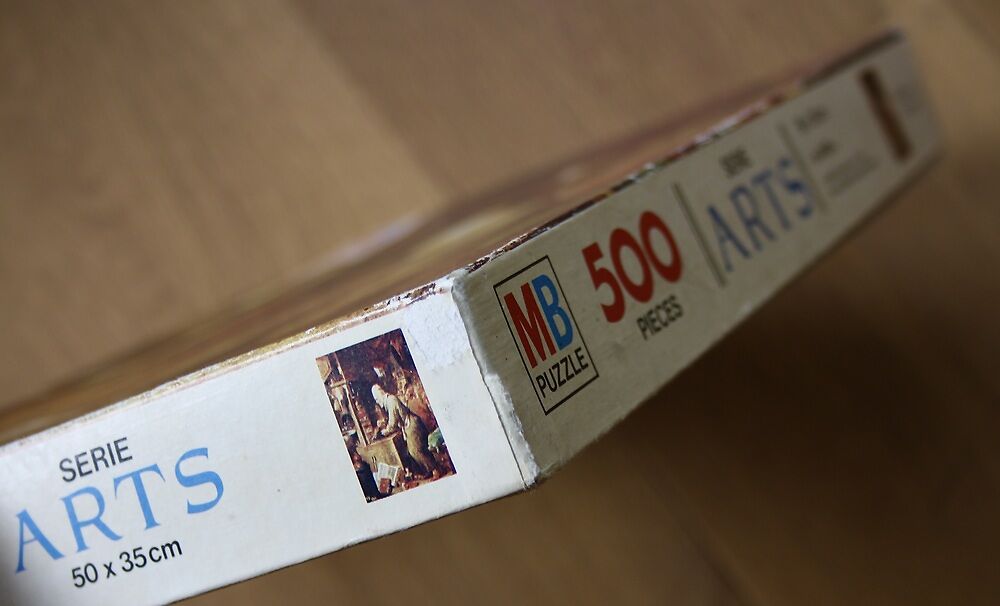 SERIE
ARTS
50 x 35cm
MB
PUZZLE
500
PIECES
SERIE
ARTS